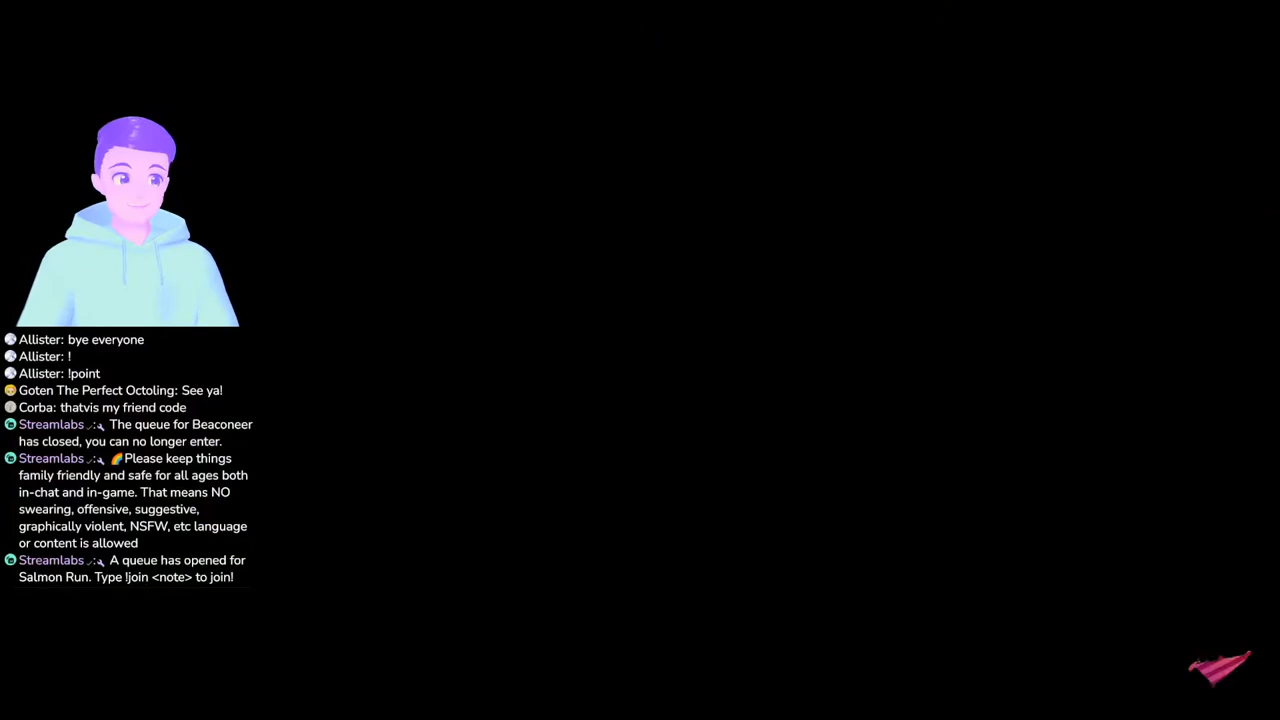 Allister: bye everyone
Allister: !
Allister: !point
Goten The Perfect Octoling: See ya!
Corba: thatvis my friend code
Streamlabs The queue for Beaconeer
has closed, you can no longer enter.
Streamlabs 🌈Please keep things
family friendly and safe for all ages both
in-chat and in-game. That means NO
swearing, offensive, suggestive,
graphically violent, NSFW, etc language
or content is allowed
Streamlabs A queue has opened for
Salmon Run. Type !join <note> to join!